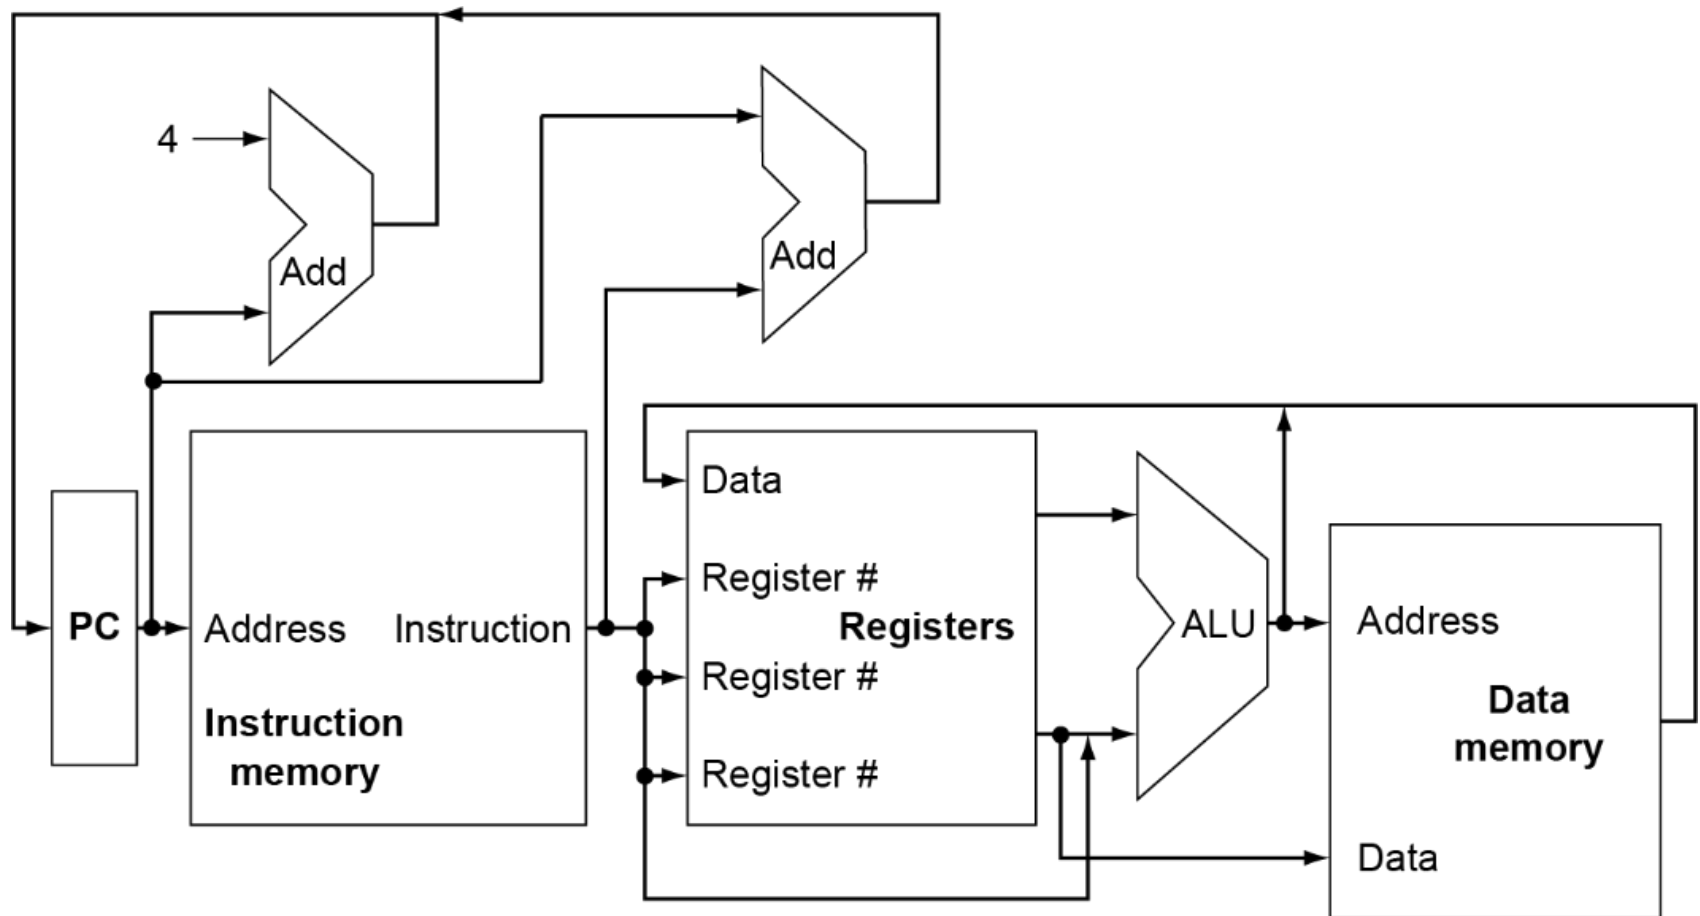 4
Add
Add
PC
Address
Instruction
Instruction
memory
Data
Register #
Registers
Register #
Register #
ALU
Address
Data
memory
Data